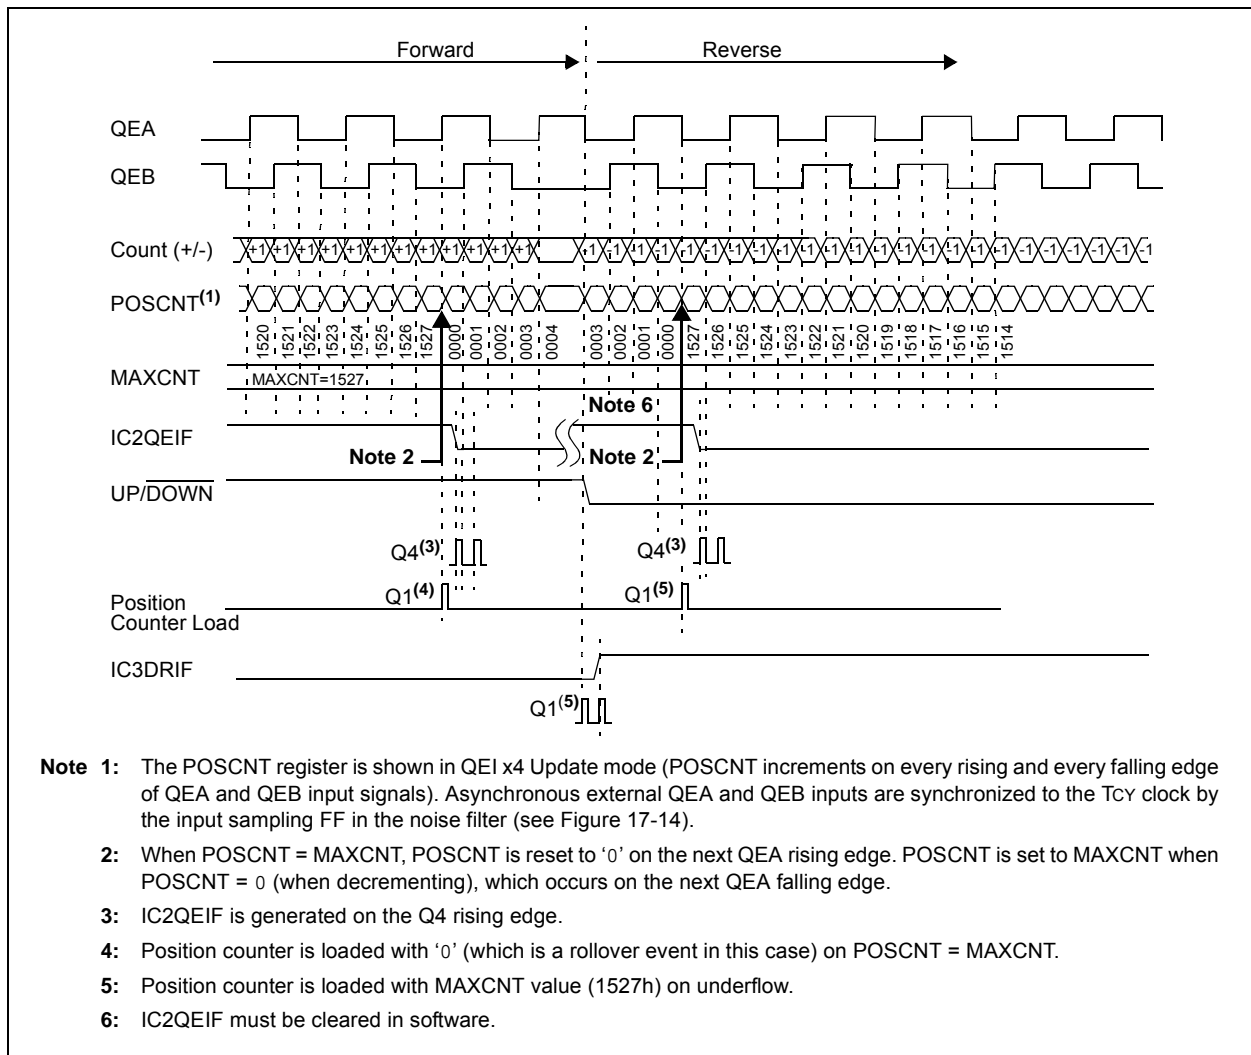 Forward Reverse
QEA
QEB
Count (+/-) +1 +1 +1 +1 +1 +1 +1 +1 +1 +1 +1 +1 -1 -1 -1 -1 -1 -1 -1 -1 -1 -1 -1 -1 -1 -1 -1 -1 -1 -1 -1 -1 -1 -1 -1 -1
POSCNT(1)
1520 1521 1522 1523 1524 1525 1526 1527 0000 0001 0002 0003 0004 0003 0002 0001 0000 1527 1526 1525 1524 1523 1522 1521 1520 1519 1518 1517 1516 1515 1514
MAXCNT MAXCNT=1527
Note 6
IC2QEIF
Note 2 Note 2
UP/DOWN
Q4(3) Q4(3)
Q1(4) Q1(5)
Position
Counter Load
IC3DRIF
Q1(5)
Note 1: The POSCNT register is shown in QEI x4 Update mode (POSCNT increments on every rising and every falling edge
of QEA and QEB input signals). Asynchronous external QEA and QEB inputs are synchronized to the TCY clock by
the input sampling FF in the noise filter (see Figure 17-14).
2: When POSCNT = MAXCNT, POSCNT is reset to ‘0’ on the next QEA rising edge. POSCNT is set to MAXCNT when
POSCNT = 0 (when decrementing), which occurs on the next QEA falling edge.
3: IC2QEIF is generated on the Q4 rising edge.
4: Position counter is loaded with ‘0’ (which is a rollover event in this case) on POSCNT = MAXCNT.
5: Position counter is loaded with MAXCNT value (1527h) on underflow.
6: IC2QEIF must be cleared in software.